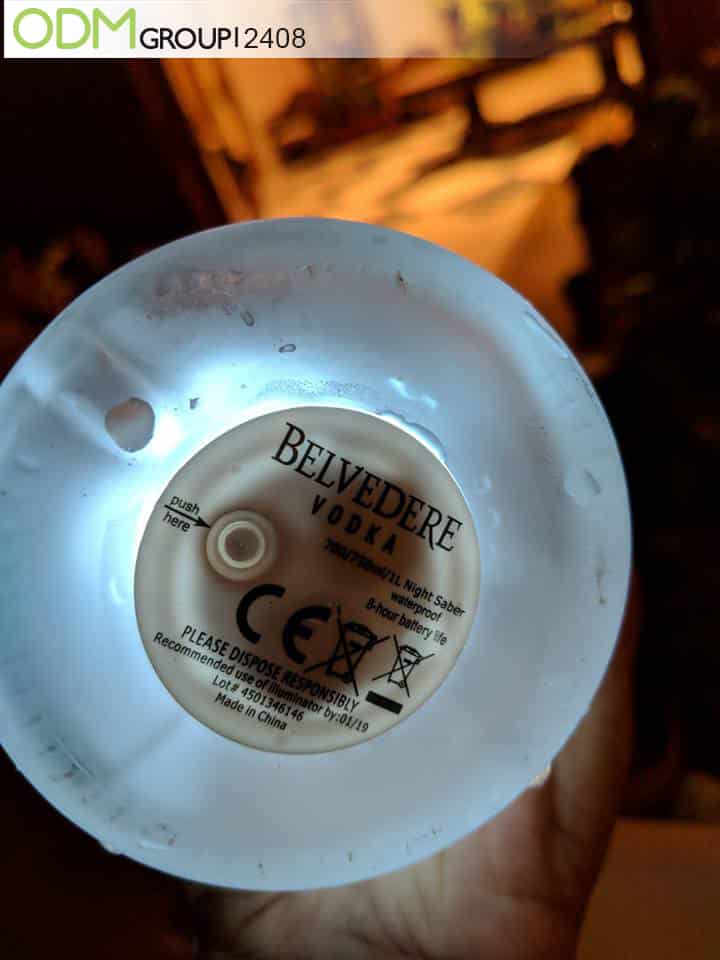 ODM GROUP | 2408
BELVEDERE
VODKA
700/750ml/1L Night Saber
waterproof
8-hour battery life
push
here
CE
PLEASE DISPOSE RESPONSIBLY
Recommended use of illuminator by:01/19
Lot# 4501346146
Made in China